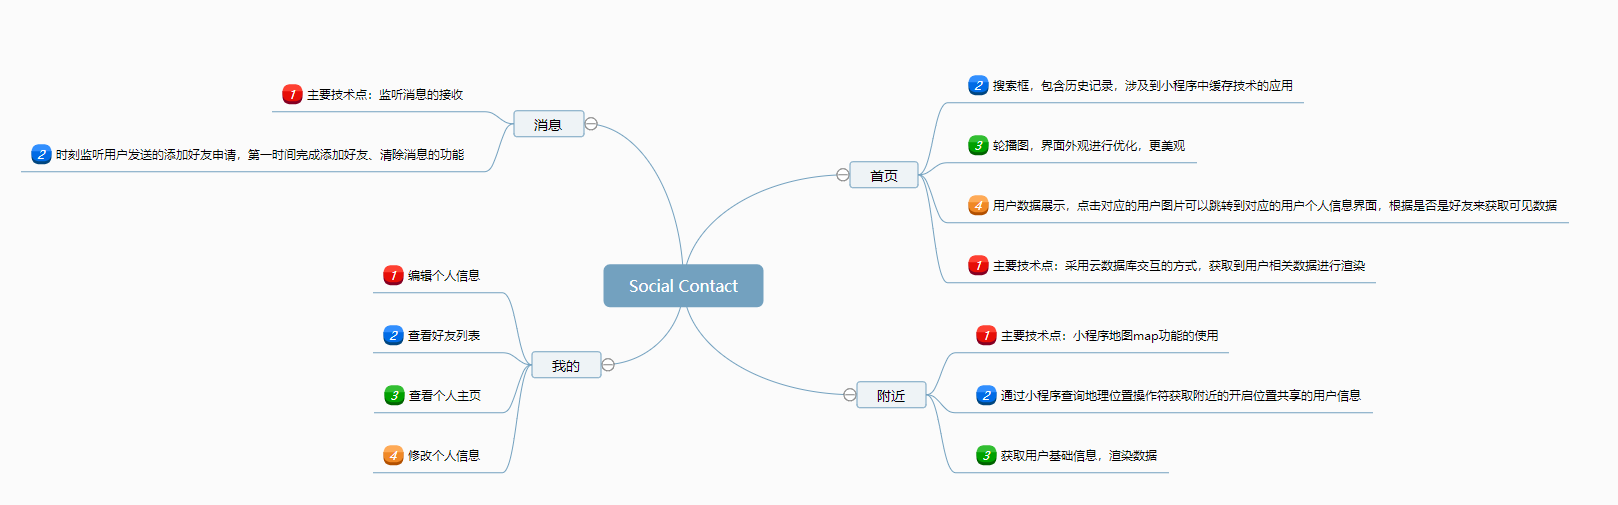 Social Contact
消息
1 主要技术点：监听消息的接收
2 时刻监听用户发送的添加好友申请，第一时间完成添加好友、清除消息的功能
我的
1 编辑个人信息
2 查看好友列表
3 查看个人主页
4 修改个人信息
首页
2 搜索框，包含历史记录，涉及到小程序中缓存技术的应用
3 轮播图，界面外观进行优化，更美观
4 用户数据展示，点击对应的用户图片可以跳转到对应的用户个人信息界面，根据是否是好友来获取可见数据
1 主要技术点：采用云数据库交互的方式，获取到用户相关数据进行渲染
附近
1 主要技术点：小程序地图map功能的使用
2 通过小程序查询地理位置操作符获取附近的开启位置共享的用户信息
3 获取用户基础信息，渲染数据